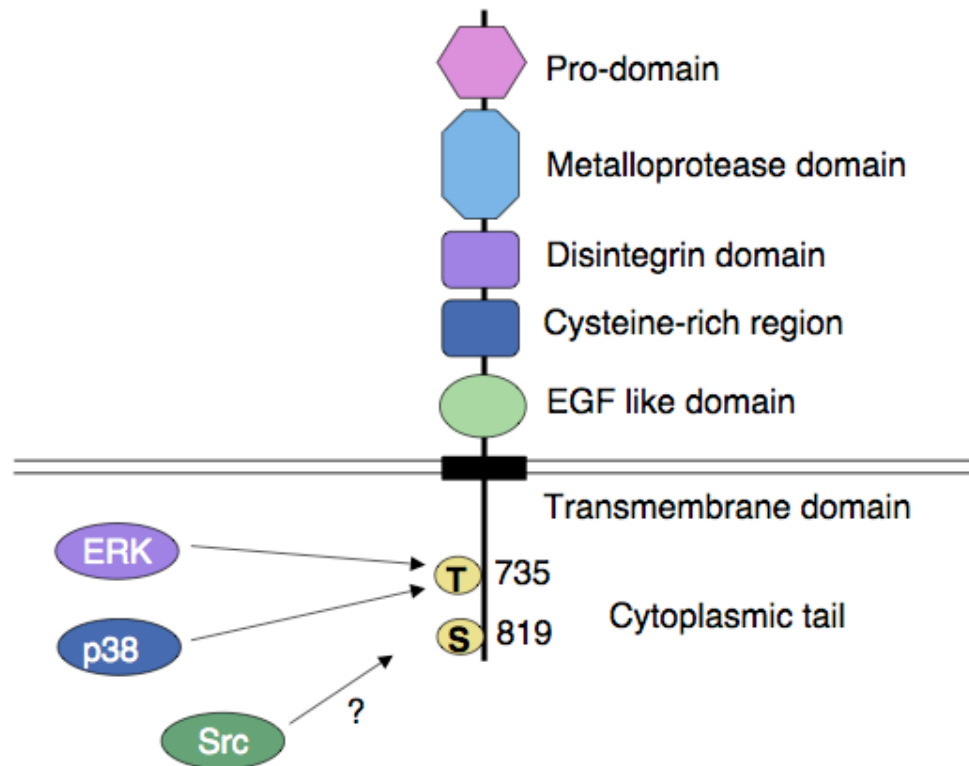 Pro-domain
Metalloprotease domain
Disintegrin domain
Cysteine-rich region
EGF like domain
Transmembrane domain
ERK
T 735
Cytoplasmic tail
p38
S 819
?
Src